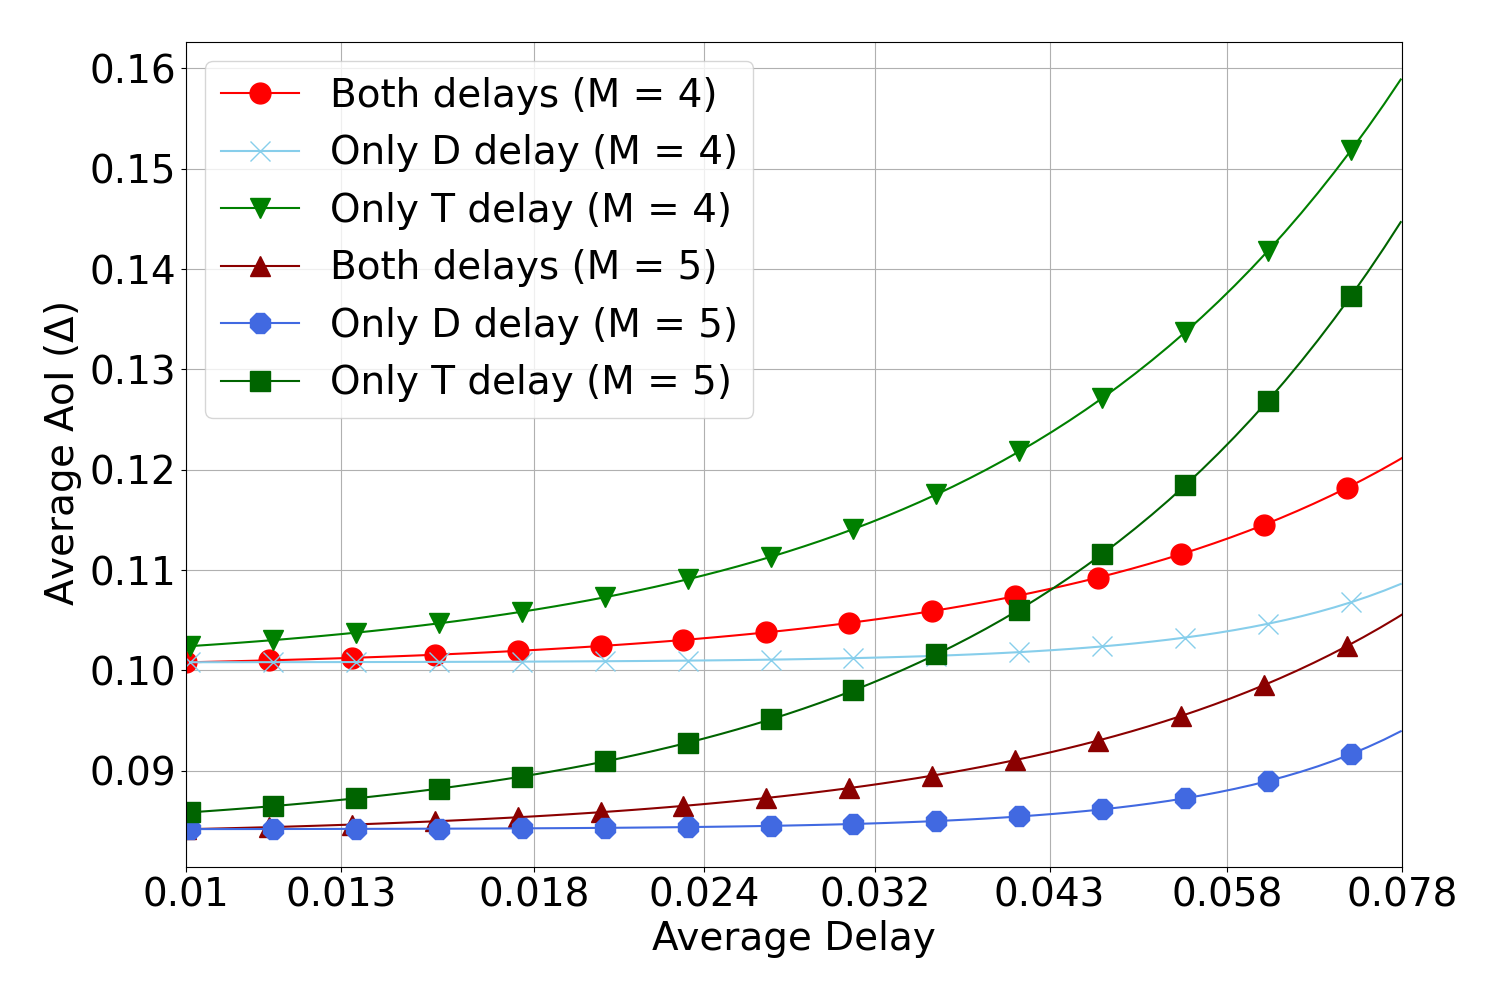 0.16
0.15
0.14
0.13
0.12
0.11
0.10
0.09
Average AoI (Δ)
Both delays (M = 4)
Only D delay (M = 4)
Only T delay (M = 4)
Both delays (M = 5)
Only D delay (M = 5)
Only T delay (M = 5)
0.01 0.013 0.018 0.024 0.032 0.043 0.058 0.078
Average Delay